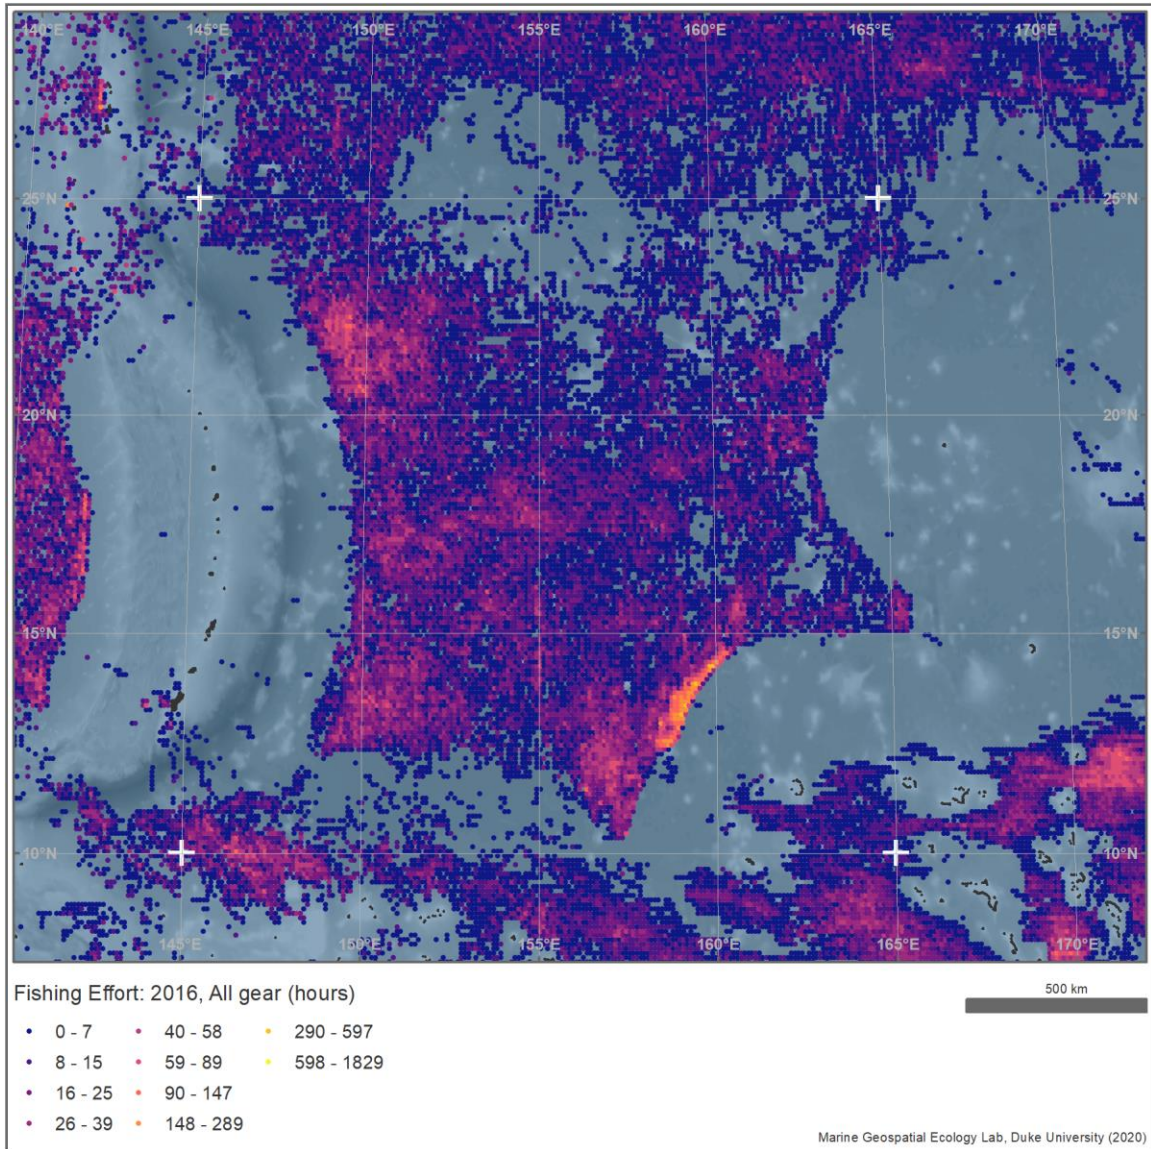 140°E 145°E 150°E 155°E 160°E 165°E 170°E
25°N 25°N
20°N 20°N
15°N 15°N
10°N 10°N
145°E 150°E 155°E 160°E 165°E 170°E
Fishing Effort: 2016, All gear (hours)
500 km
0 - 7 40 - 58 290 - 597
8 - 15 59 - 89 598 - 1829
16 - 25 90 - 147
26 - 39 148 - 289
Marine Geospatial Ecology Lab, Duke University (2020)